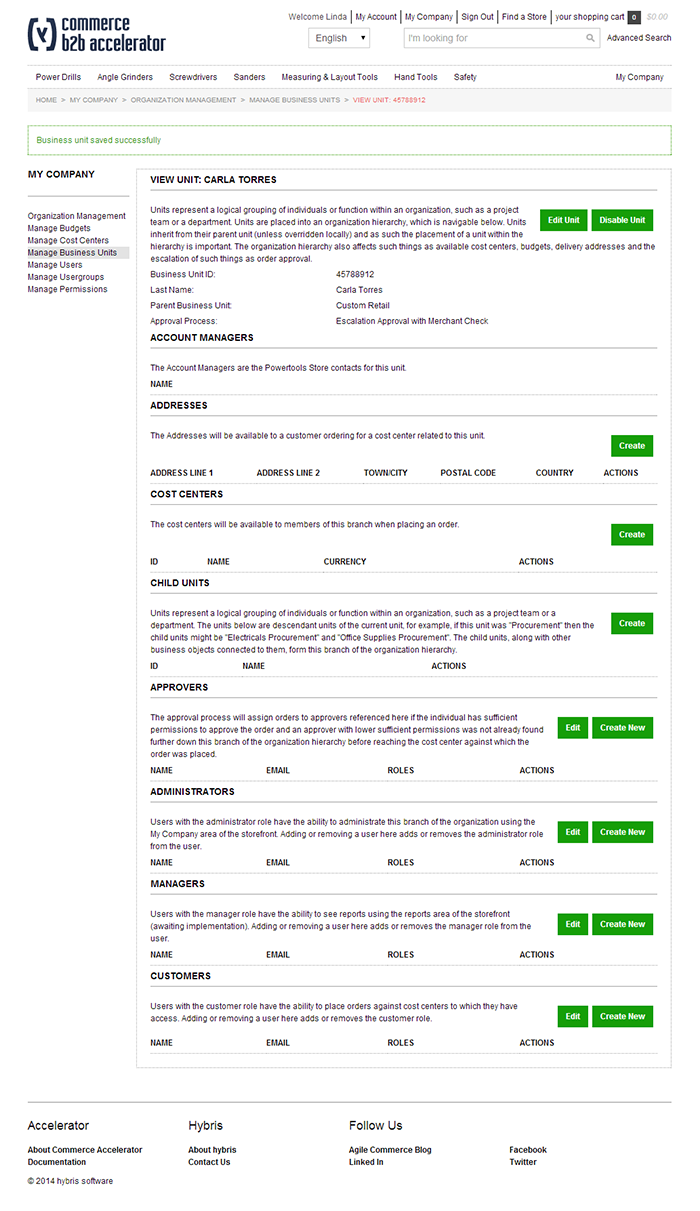 commerce
b2b accelerator
Welcome Linda My Account My Company Sign Out Find a Store your shopping cart 0 $0.00
English I'm looking for Advanced Search
Power Drills Angle Grinders Screwdrivers Sanders Measuring & Layout Tools Hand Tools Safety My Company
HOME > MY COMPANY > ORGANIZATION MANAGEMENT > MANAGE BUSINESS UNITS > VIEW UNIT: 45788912
Business unit saved successfully
MY COMPANY
Organization Management
Manage Budgets
Manage Cost Centers
Manage Business Units
Manage Users
Manage Usergroups
Manage Permissions
VIEW UNIT: CARLA TORRES
Units represent a logical grouping of individuals or function within an organization, such as a project
team or a department. Units are placed into an organization hierarchy, which is navigable below. Units
inherit from their parent unit (unless overridden locally) and as such the placement of a unit within the
hierarchy is important. The organization hierarchy also affects such things as available cost centers, budgets, delivery addresses and the
escalation of such things as order approval.
Edit Unit Disable Unit
Business Unit ID: 45788912
Last Name: Carla Torres
Parent Business Unit: Custom Retail
Approval Process: Escalation Approval with Merchant Check
ACCOUNT MANAGERS
The Account Managers are the Powertools Store contacts for this unit.
NAME
ADDRESSES
The Addresses will be available to a customer ordering for a cost center related to this unit.
Create
ADDRESS LINE 1 ADDRESS LINE 2 TOWN/CITY POSTAL CODE COUNTRY ACTIONS
COST CENTERS
The cost centers will be available to members of this branch when placing an order.
Create
ID NAME CURRENCY ACTIONS
CHILD UNITS
Units represent a logical grouping of individuals or function within an organization, such as a project team or a
department. The units below are descendant units of the current unit, for example, if this unit was "Procurement" then the
child units might be "Electricals Procurement" and "Office Supplies Procurement". The child units, along with other
business objects connected to them, form this branch of the organization hierarchy.
Create
ID NAME ACTIONS
APPROVERS
The approval process will assign orders to approvers referenced here if the individual has sufficient
permissions to approve the order and an approver with lower sufficient permissions was not already found
further down this branch of the organization hierarchy before reaching the cost center against which the
order was placed.
Edit Create New
NAME EMAIL ROLES ACTIONS
ADMINISTRATORS
Users with the administrator role have the ability to administrate this branch of the organization using the
My Company area of the storefront. Adding or removing a user here adds or removes the administrator role
from the user.
Edit Create New
NAME EMAIL ROLES ACTIONS
MANAGERS
Users with the manager role have the ability to see reports using the reports area of the storefront
(awaiting implementation). Adding or removing a user here adds or removes the manager role from the
user.
Edit Create New
NAME EMAIL ROLES ACTIONS
CUSTOMERS
Users with the customer role have the ability to place orders against cost centers to which they have
access. Adding or removing a user here adds or removes the customer role.
Edit Create New
NAME EMAIL ROLES ACTIONS
Accelerator Hybris Follow Us
About Commerce Accelerator About hybris Agile Commerce Blog Facebook
Documentation Contact Us Linked In Twitter
© 2014 hybris software